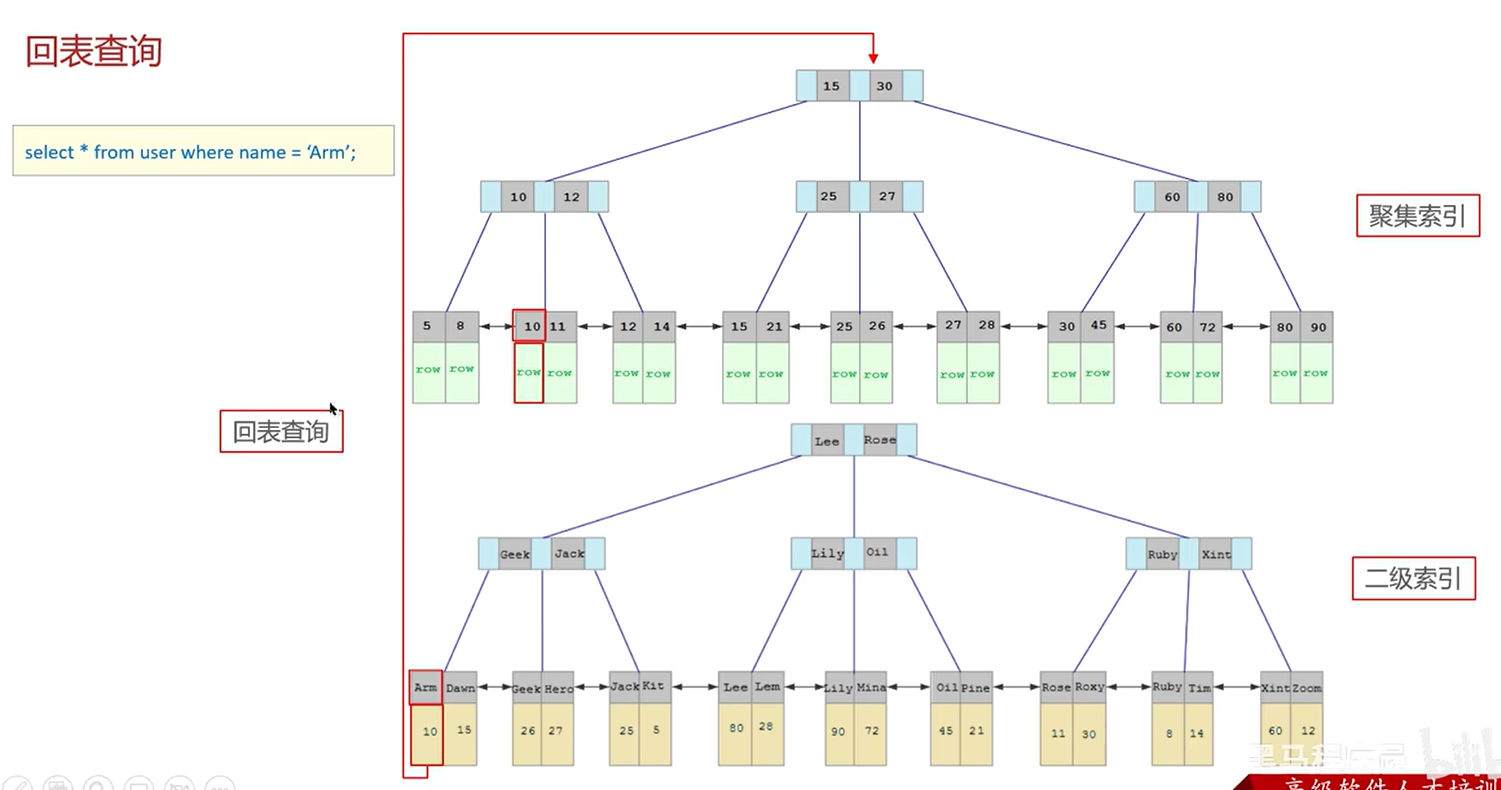 回表查询
select * from user where name = ‘Arm’;
15 30
10 12 25 27 60 80
聚集索引
5 8 10 11 12 14 15 21 25 26 27 28 30 45 60 72 80 90
row row row row row row row row row row row row row row row row row row
回表查询
Lee Rose
Geek Jack Lily Oil Ruby Xint
二级索引
Arm Dawn Geek Hero Jack Kit Lee Lem Lily Mina Oil Pine Rose Roxy Ruby Tim Xint Zoom
10 15 26 27 25 5 80 28 90 72 45 21 11 30 8 14 60 12
黑马程序员
高级软件人才培训